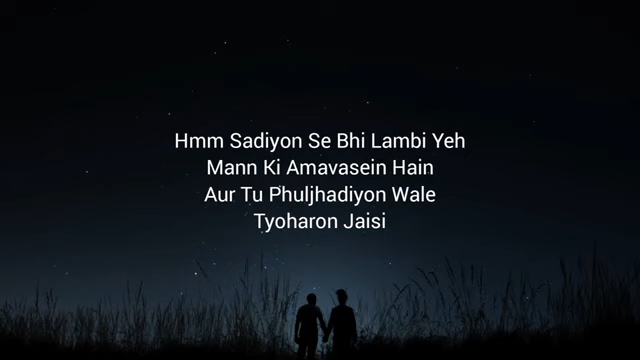 Hmm Sadiyon Se Bhi Lambi Yeh
Mann Ki Amavasein Hain
Aur Tu Phuljhadiyon Wale
Tyoharon Jaisi